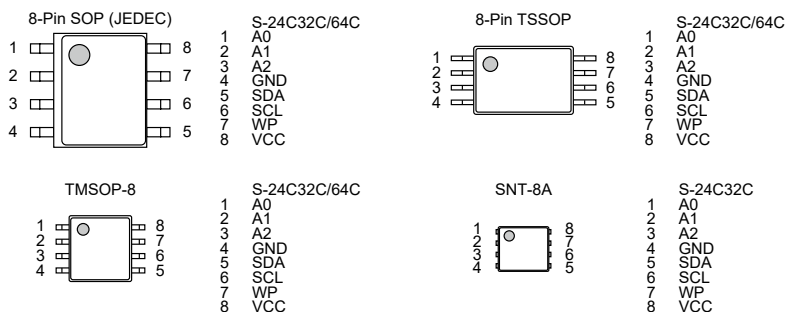 8-Pin SOP (JEDEC)
1 8
2 7
3 6
4 5
S-24C32C/64C
1 A0
2 A1
3 A2
4 GND
5 SDA
6 SCL
7 WP
8 VCC
8-Pin TSSOP
1 8
2 7
3 6
4 5
S-24C32C/64C
1 A0
2 A1
3 A2
4 GND
5 SDA
6 SCL
7 WP
8 VCC
TMSOP-8
1 8
2 7
3 6
4 5
S-24C32C/64C
1 A0
2 A1
3 A2
4 GND
5 SDA
6 SCL
7 WP
8 VCC
SNT-8A
1 8
2 7
3 6
4 5
S-24C32C
1 A0
2 A1
3 A2
4 GND
5 SDA
6 SCL
7 WP
8 VCC